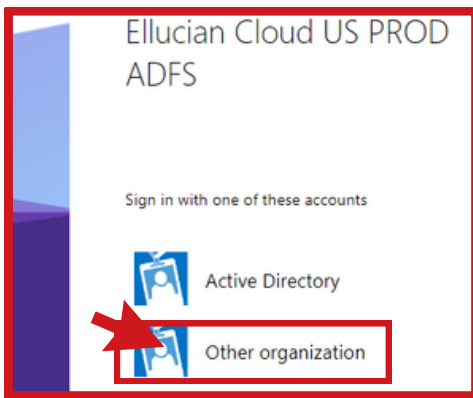 Ellucian Cloud US PROD
ADFS
Sign in with one of these accounts
Active Directory
Other organization